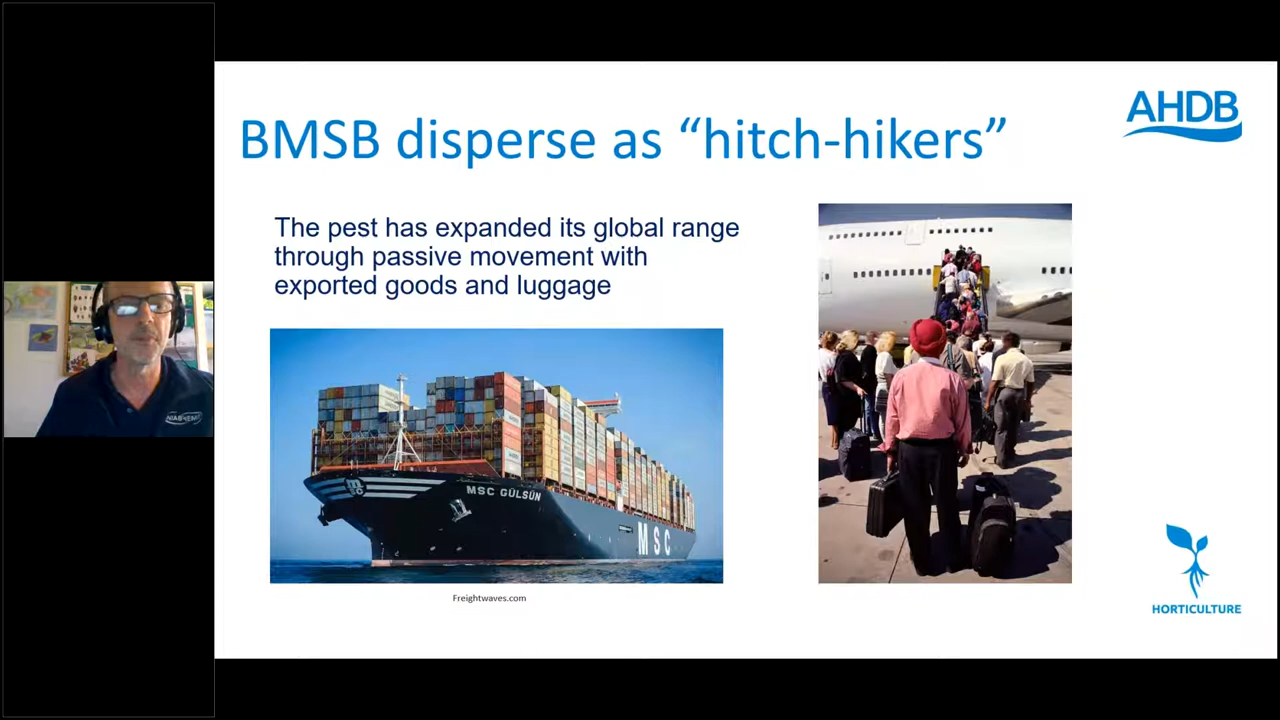 BMSB disperse as “hitch-hikers”
AHDB
The pest has expanded its global range
through passive movement with
exported goods and luggage
MSC GÜLSÜN
MSC
Freightwaves.com
HORTICULTURE